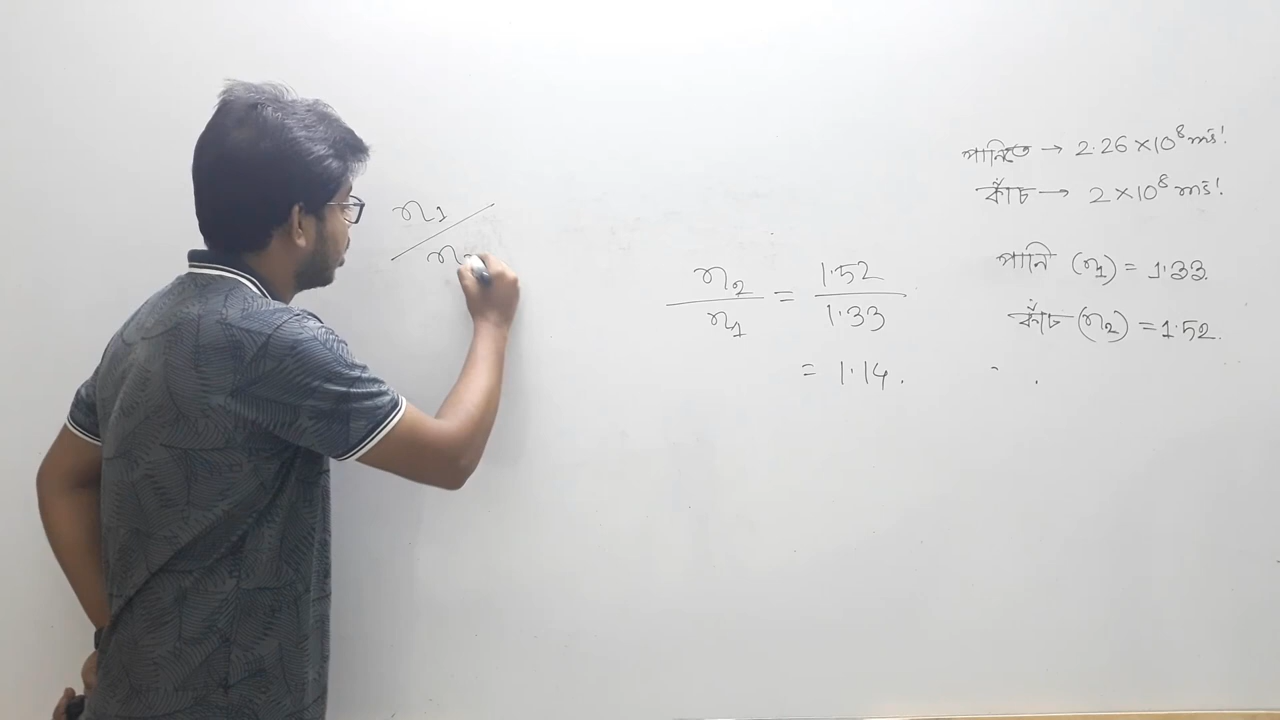 পানিতে → 2.26 × 10⁸ ms⁻¹.
কাঁচ → 2 × 10⁸ ms⁻¹.
পানি (n₁) = 1.33.
কাঁচ (n₂) = 1.52.
n₂/n₁ = 1.52/1.33
= 1.14.
n₁/n₂